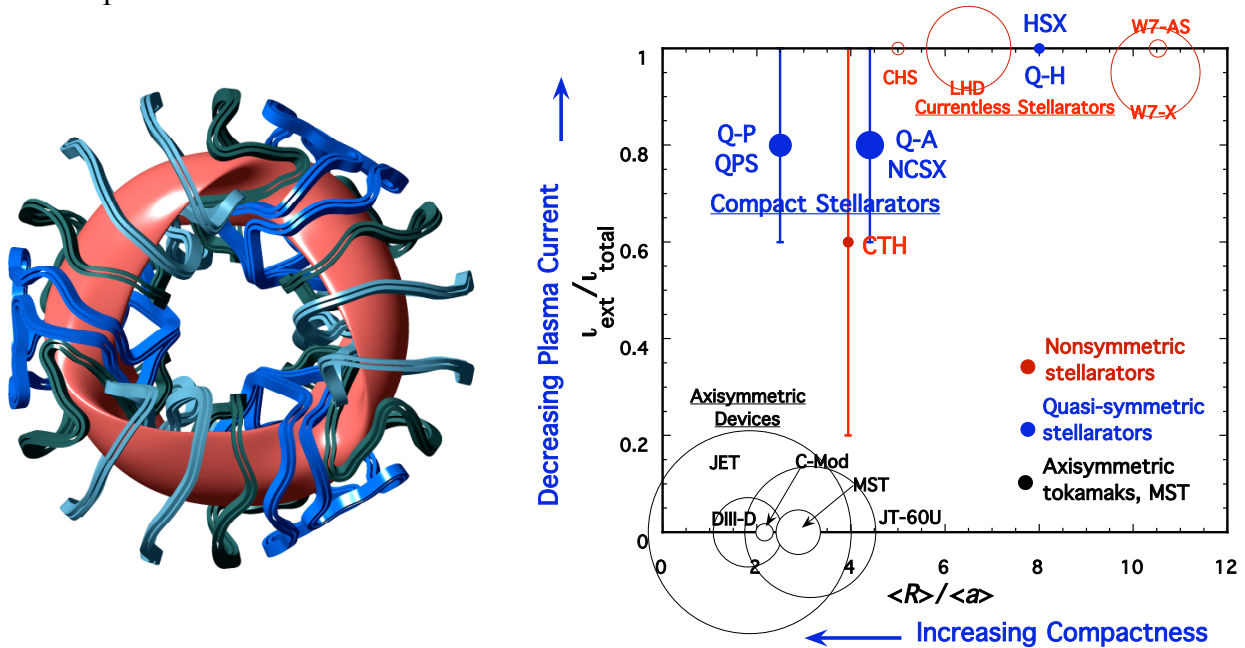 HSX
W7-AS
1
CHS
Q-H
LHD
Currentless Stellarators
W7-X
Decreasing Plasma Current
ιext/ιtotal
0.8
Q-P
QPS
Q-A
NCSX
Compact Stellarators
0.6
CTH
0.4
Nonsymmetric
stellarators
Quasi-symmetric
stellarators
Axisymmetric
tokamaks, MST
Axisymmetric
Devices
0.2
JET
C-Mod
MST
DIII-D
JT-60U
0
0 2 4 6 8 10 12
<R>/<a>
Increasing Compactness